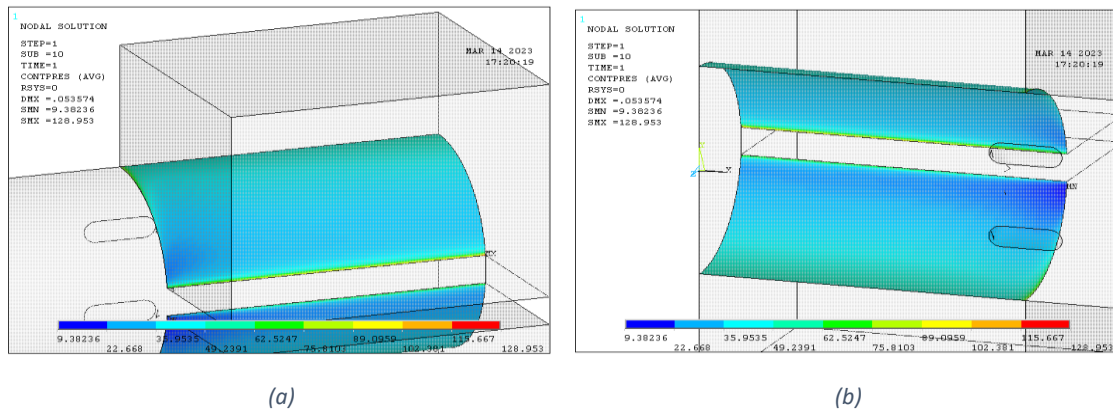 1
NODAL SOLUTION
STEP=1
SUB =10
TIME=1
CONTPRES (AVG)
RSYS=0
DMX =.053574
SMN =9.38236
SMX =128.953
MAR 14 2023
17:20:19
MX
9.38236 35.9535 62.5247 89.0959 115.667
22.668 49.2391 75.8103 102.381 128.953
(a)
1
NODAL SOLUTION
STEP=1
SUB =10
TIME=1
CONTPRES (AVG)
RSYS=0
DMX =.053574
SMN =9.38236
SMX =128.953
MAR 14 2023
17:20:19
Y
Z X
MN
9.38236 35.9535 62.5247 89.0959 115.667
22.668 49.2391 75.8103 102.381 128.953
(b)